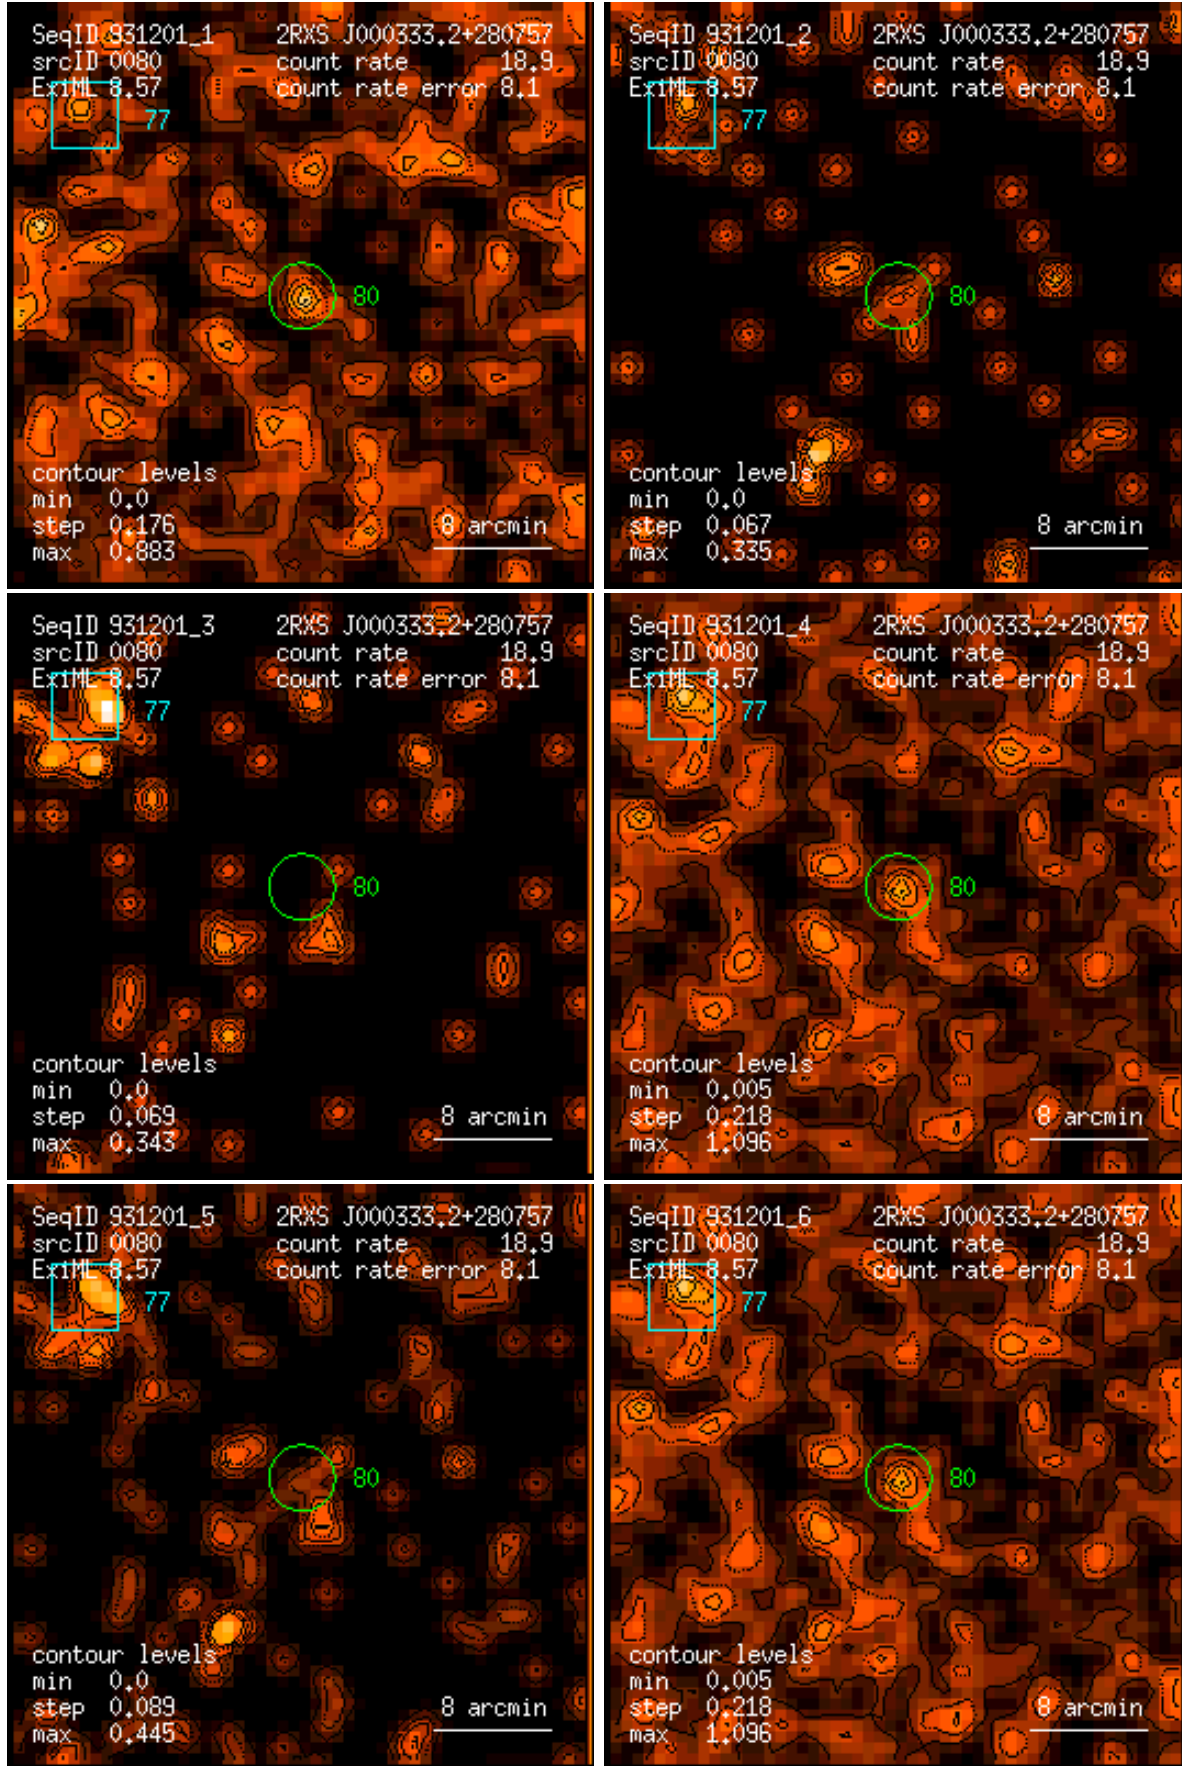 SeqID 931201_1 2RXS J000333.2+280757
srcID 0080 count rate 18.9
ExiML 8.57 count rate error 8.1
77
80
contour levels
min 0.0
step 0.176 8 arcmin
max 0.883
SeqID 931201_2 2RXS J000333.2+280757
srcID 0080 count rate 18.9
ExiML 8.57 count rate error 8.1
77
80
contour levels
min 0.0
step 0.067 8 arcmin
max 0.335
SeqID 931201_3 2RXS J000333.2+280757
srcID 0080 count rate 18.9
ExiML 8.57 count rate error 8.1
77
80
contour levels
min 0.0
step 0.069 8 arcmin
max 0.343
SeqID 931201_4 2RXS J000333.2+280757
srcID 0080 count rate 18.9
ExiML 8.57 count rate error 8.1
77
80
contour levels
min 0.005
step 0.218 8 arcmin
max 1.096
SeqID 931201_5 2RXS J000333.2+280757
srcID 0080 count rate 18.9
ExiML 8.57 count rate error 8.1
77
80
contour levels
min 0.0
step 0.089 8 arcmin
max 0.445
SeqID 931201_6 2RXS J000333.2+280757
srcID 0080 count rate 18.9
ExiML 8.57 count rate error 8.1
77
80
contour levels
min 0.005
step 0.218 8 arcmin
max 1.096